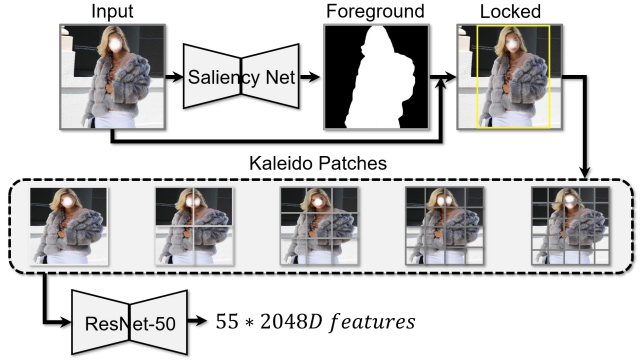 Input
Foreground
Locked
Saliency Net
Kaleido Patches
ResNet-50
55 * 2048D features